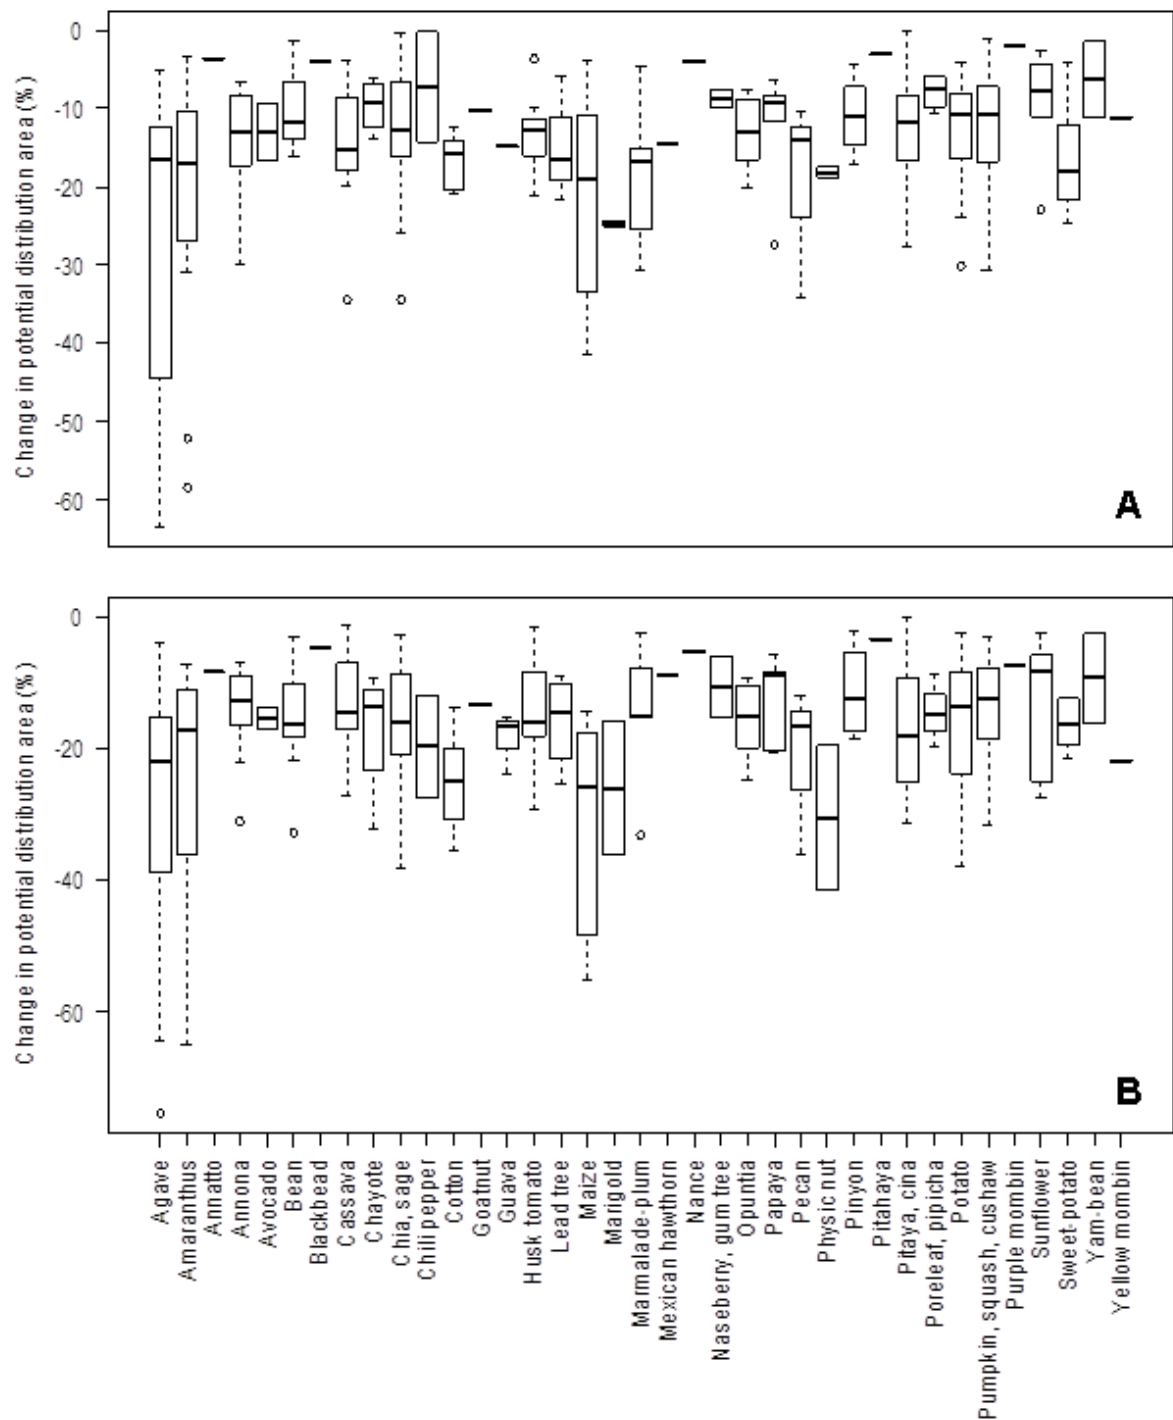 Change in potential distribution area (%)
0
-10
-20
-30
-40
-50
-60
A
Change in potential distribution area (%)
0
-20
-40
-60
B
Agave
Amaranthus
Annatto
Annona
Avocado
Bean
Blackbead
Cassava
Chayote
Chia, sage
Chili pepper
Cotton
Goatnut
Guava
Husk tomato
Lead tree
Maize
Marigold
Marmalade-plum
Mexican hawthorn
Nance
Naseberry, gum tree
Opuntia
Papaya
Pecan
Physic nut
Pinyon
Pitahaya
Pitaya, cina
Poreleaf, pipicha
Potato
Pumpkin, squash, cushaw
Purple mombin
Sunflower
Sweet-potato
Yam-bean
Yellow mombin